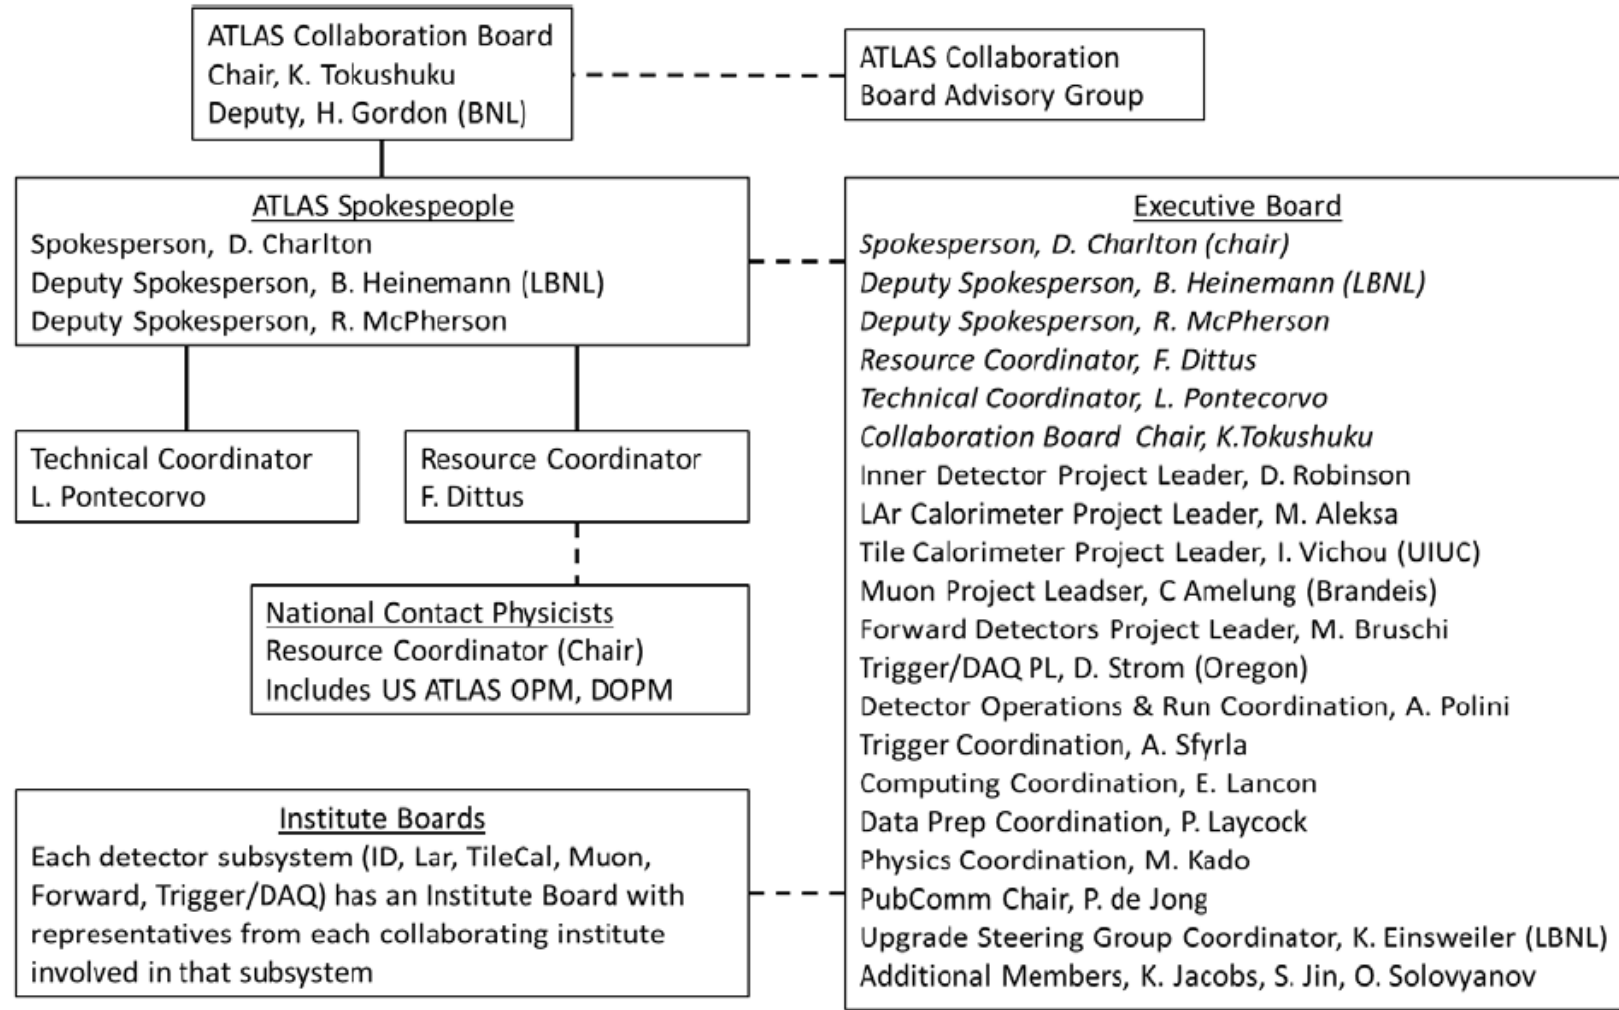 ATLAS Collaboration Board
Chair, K. Tokushuku
Deputy, H. Gordon (BNL)
ATLAS Collaboration
Board Advisory Group
ATLAS Spokespeople
Spokesperson, D. Charlton
Deputy Spokesperson, B. Heinemann (LBNL)
Deputy Spokesperson, R. McPherson
Technical Coordinator
L. Pontecorvo
Resource Coordinator
F. Dittus
National Contact Physicists
Resource Coordinator (Chair)
Includes US ATLAS OPM, DOPM
Institute Boards
Each detector subsystem (ID, Lar, TileCal, Muon,
Forward, Trigger/DAQ) has an Institute Board with
representatives from each collaborating institute
involved in that subsystem
Executive Board
Spokesperson, D. Charlton (chair)
Deputy Spokesperson, B. Heinemann (LBNL)
Deputy Spokesperson, R. McPherson
Resource Coordinator, F. Dittus
Technical Coordinator, L. Pontecorvo
Collaboration Board Chair, K.Tokushuku
Inner Detector Project Leader, D. Robinson
LAr Calorimeter Project Leader, M. Aleksa
Tile Calorimeter Project Leader, I. Vichou (UIUC)
Muon Project Leadser, C Amelung (Brandeis)
Forward Detectors Project Leader, M. Bruschi
Trigger/DAQ PL, D. Strom (Oregon)
Detector Operations & Run Coordination, A. Polini
Trigger Coordination, A. Sfyrla
Computing Coordination, E. Lancon
Data Prep Coordination, P. Laycock
Physics Coordination, M. Kado
PubComm Chair, P. de Jong
Upgrade Steering Group Coordinator, K. Einsweiler (LBNL)
Additional Members, K. Jacobs, S. Jin, O. Solovyanov